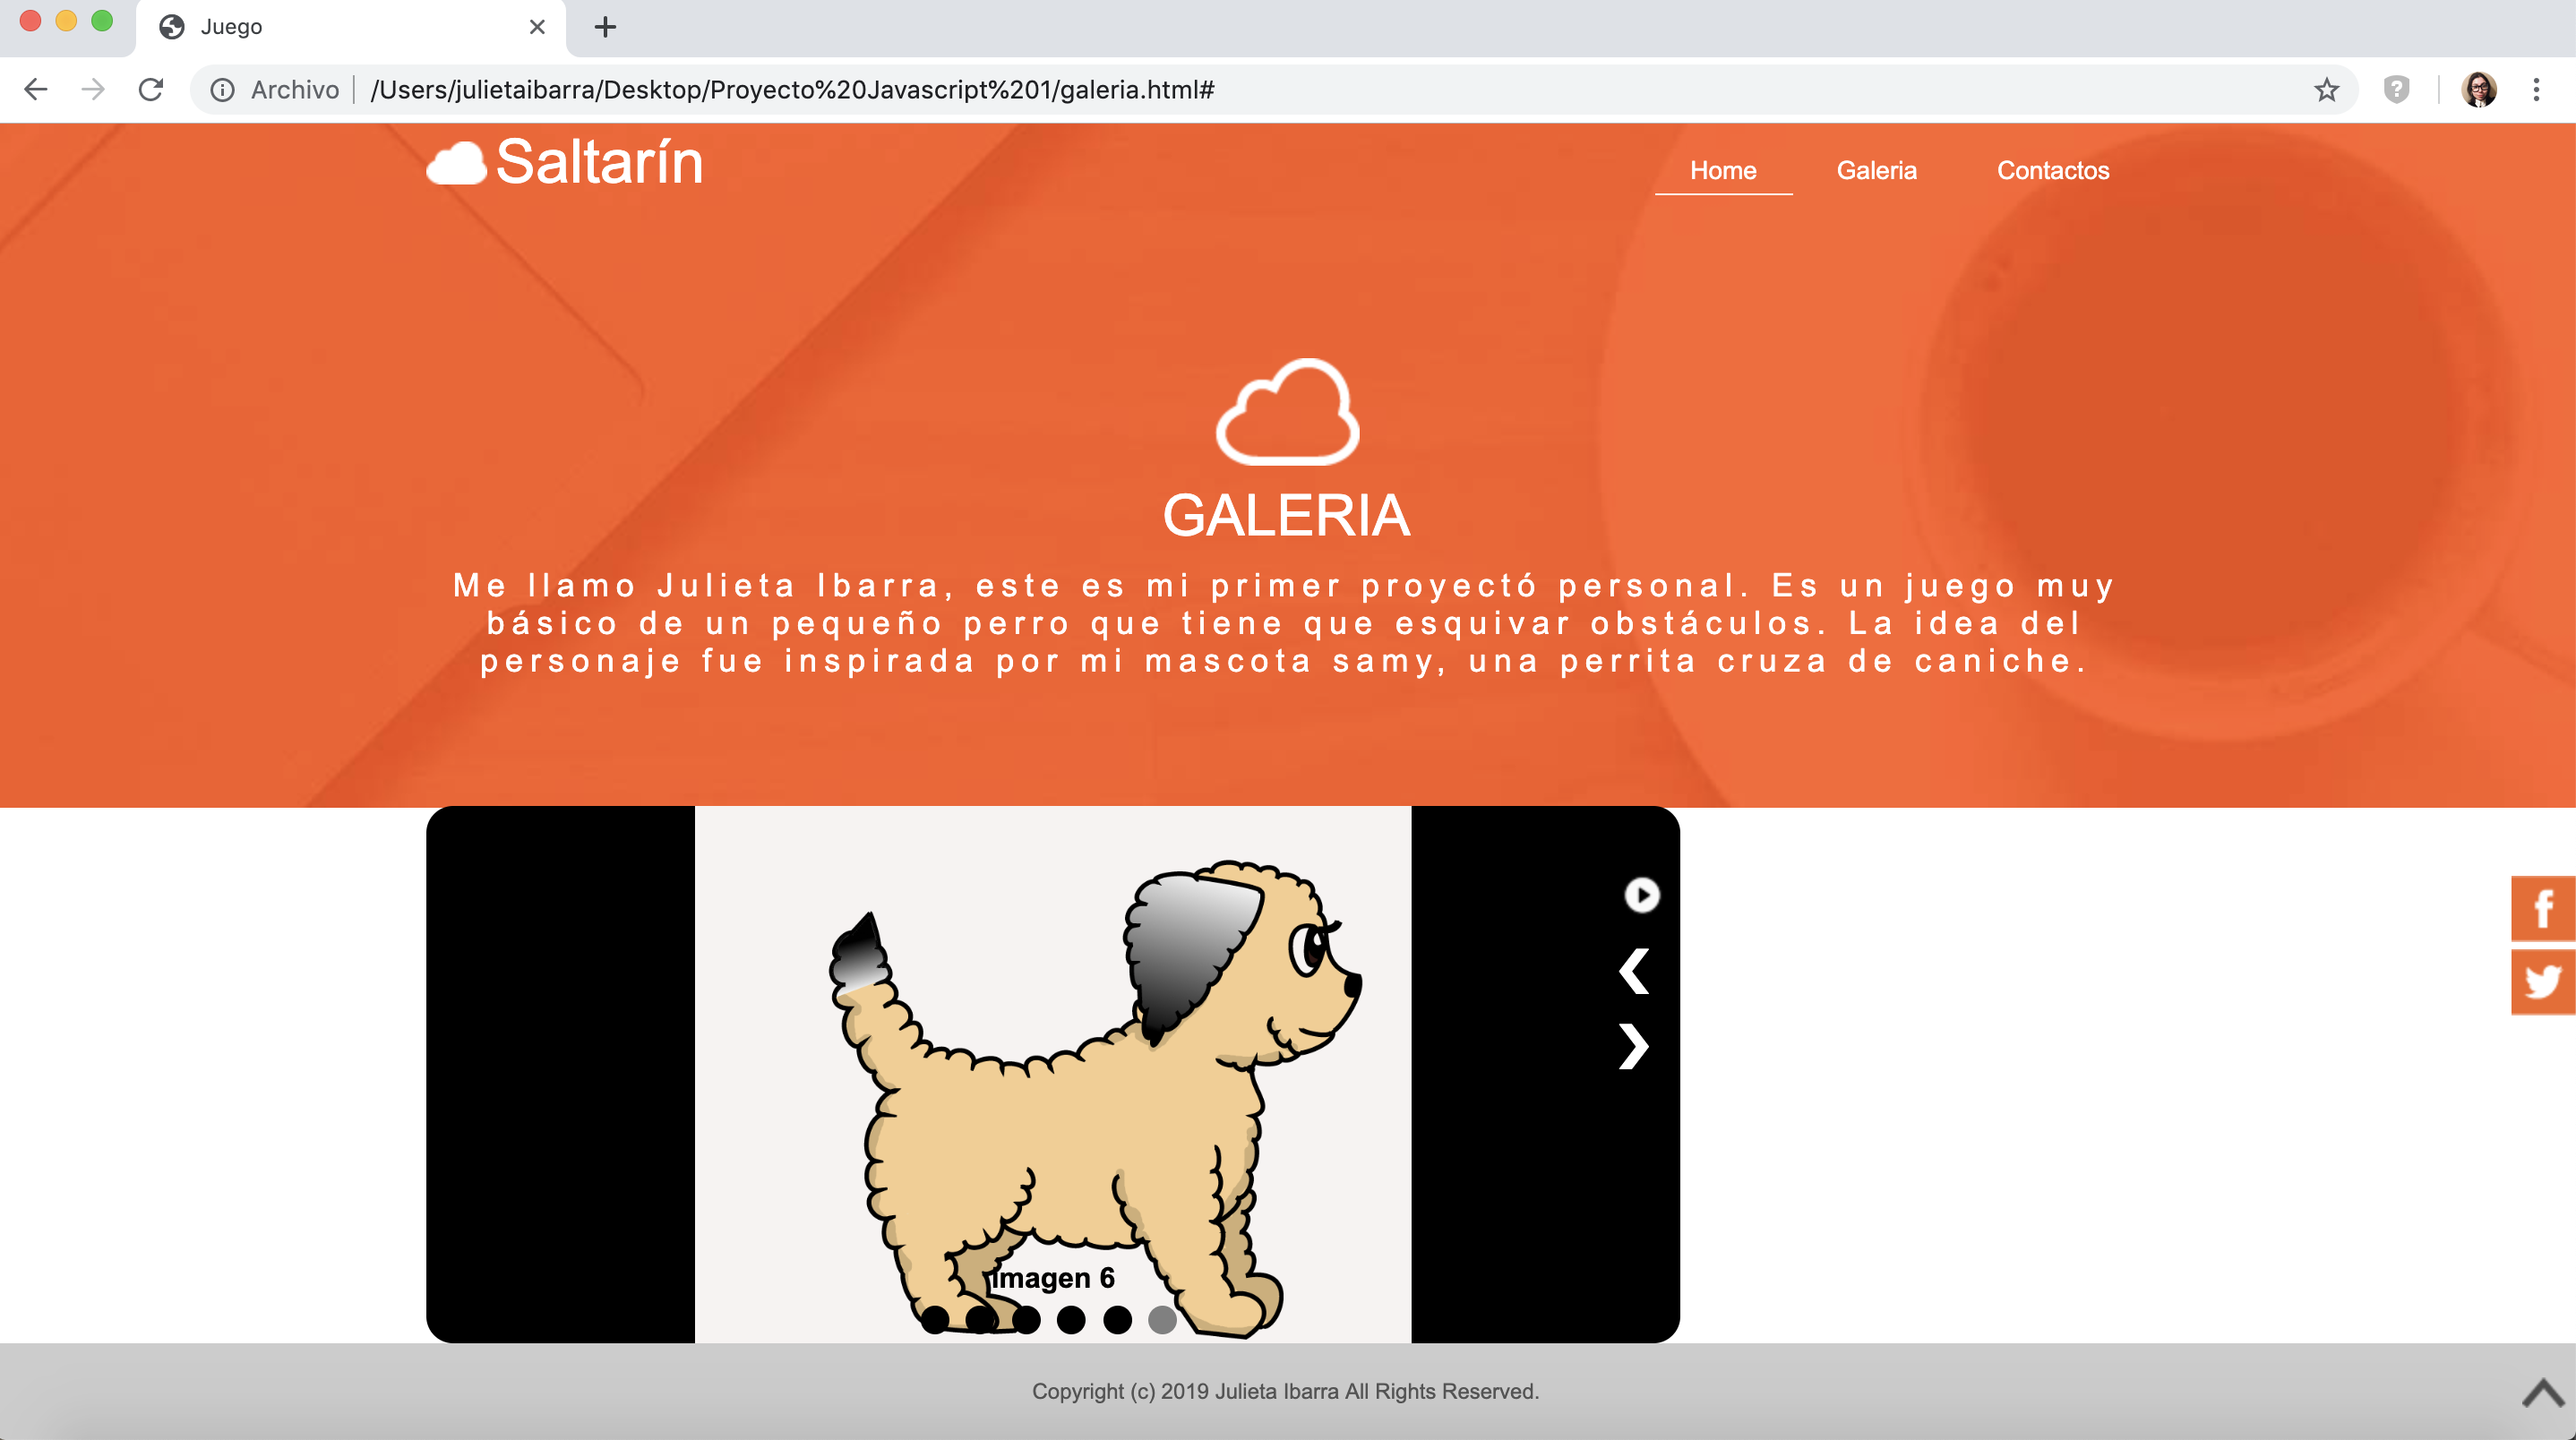 Juego
Archivo | /Users/julietaibarra/Desktop/Proyecto%20Javascript%201/galeria.html#
Saltarín
Home Galeria Contactos
GALERIA
Me llamo Julieta Ibarra, este es mi primer proyectó personal. Es un juego muy
básico de un pequeño perro que tiene que esquivar obstáculos. La idea del
personaje fue inspirada por mi mascota samy, una perrita cruza de caniche.
Imagen 6
Copyright (c) 2019 Julieta Ibarra All Rights Reserved.